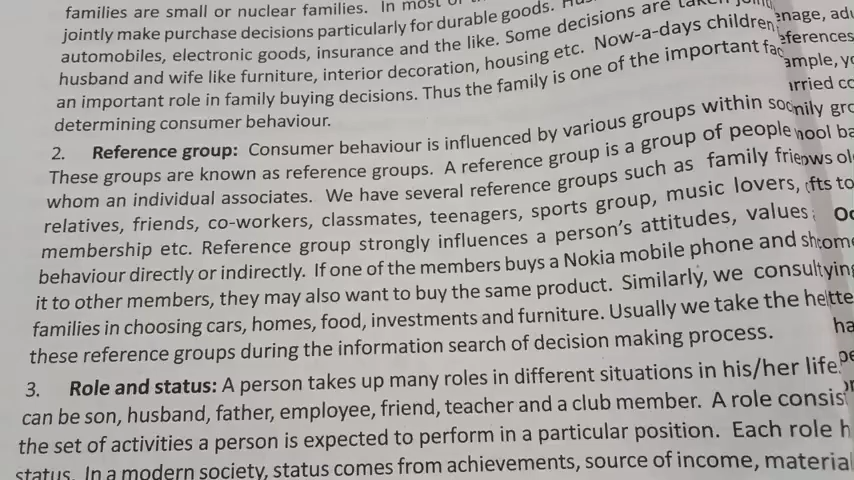 families are small or nuclear families. In most
jointly make purchase decisions particularly for durable goods.
automobiles, electronic goods, insurance and the like. Some decisions are taken
husband and wife like furniture, interior decoration, housing etc. Now-a-days children
an important role in family buying decisions. Thus the family is one of the important
determining consumer behaviour.
2. Reference group: Consumer behaviour is influenced by various groups within
These groups are known as reference groups. A reference group is a group of people
whom an individual associates. We have several reference groups such as family
relatives, friends, co-workers, classmates, teenagers, sports group, music lovers,
membership etc. Reference group strongly influences a person's attitudes, values
behaviour directly or indirectly. If one of the members buys a Nokia mobile phone and
it to other members, they may also want to buy the same product. Similarly, we consult
families in choosing cars, homes, food, investments and furniture. Usually we take the
these reference groups during the information search of decision making process.
3. Role and status: A person takes up many roles in different situations in his/her life.
can be son, husband, father, employee, friend, teacher and a club member. A role
the set of activities a person is expected to perform in a particular position. Each role
status. In a modern society, status comes from achievements, source of income, material